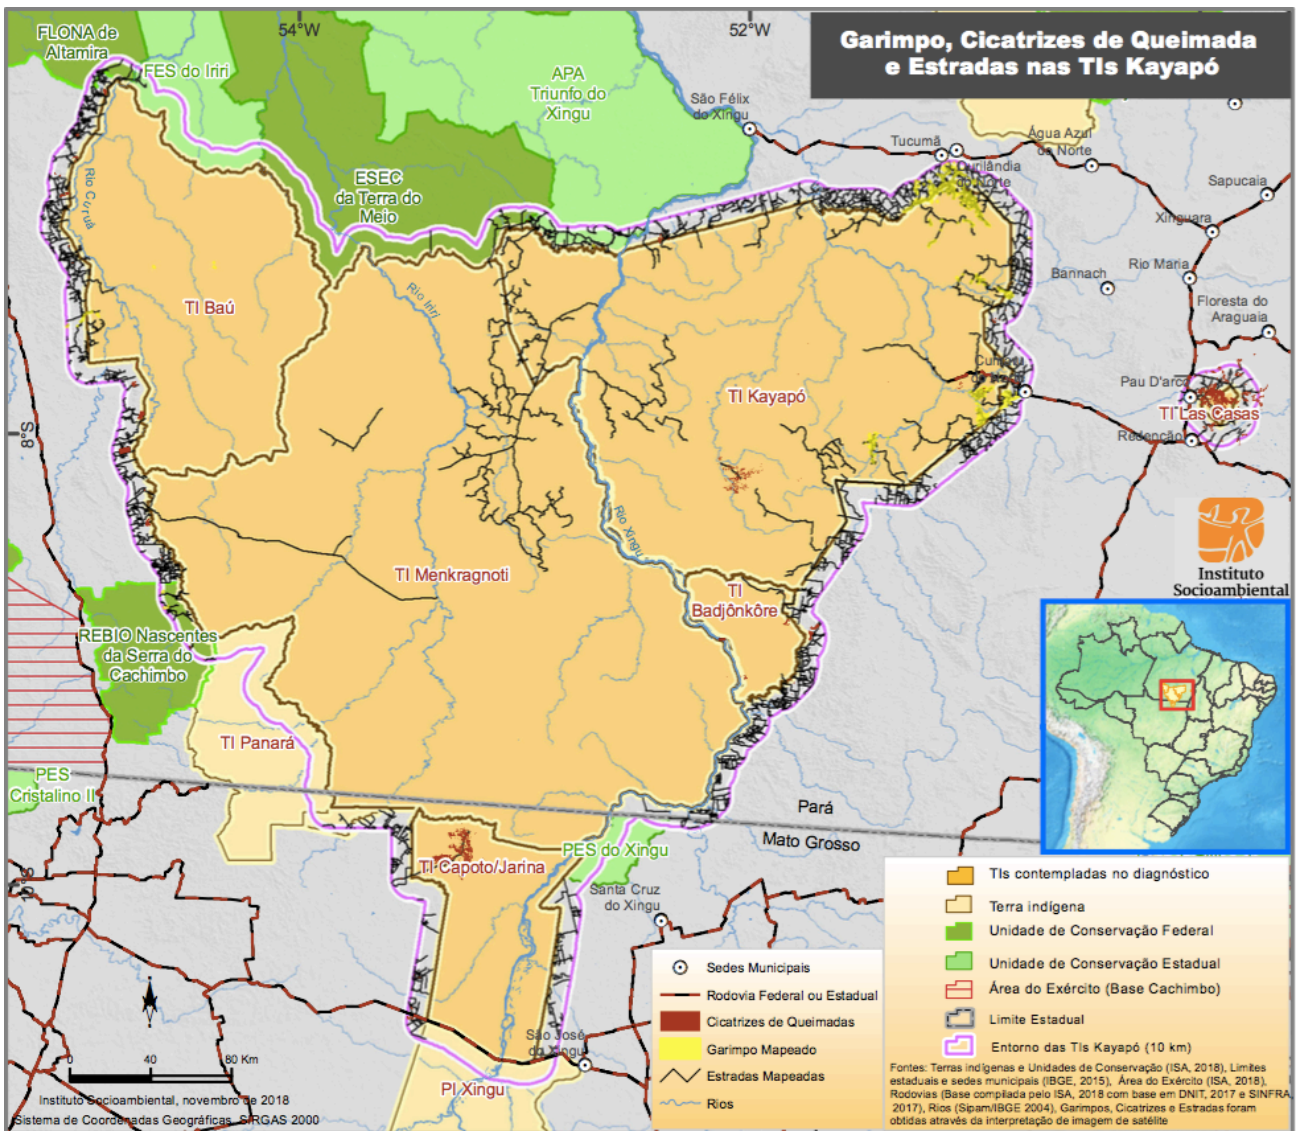 Garimpo, Cicatrizes de Queimada
e Estradas nas TIs Kayapó
54°W
52°W
FLONA de
Altamira
FES do Iriri
APA
Triunfo do
Xingu
São Félix
do Xingu
Tucumã
Ourilândia
do Norte
Água Azul
do Norte
Sapucaia
Xinguara
Rio Maria
Bannach
Floresta do
Araguaia
ESEC
da Terra do
Meio
Rio Curuá
Rio Iriri
TI Baú
TI Kayapó
Pau D'arco
TI Las Casas
Redenção
8°S
Rio Xingu
TI Menkragnoti
TI
Badjônkôre
Instituto
Socioambiental
REBIO Nascentes
da Serra do
Cachimbo
TI Panará
PES
Cristalino II
Pará
Mato Grosso
TI Capoto/Jarina
PES do Xingu
Santa Cruz
do Xingu
10°S
São José
do Xingu
PI Xingu
0 40 80 Km
Instituto Socioambiental, novembro de 2018
Sistema de Coordenadas Geográficas, SIRGAS 2000
Sedes Municipais
Rodovia Federal ou Estadual
Cicatrizes de Queimadas
Garimpo Mapeado
Estradas Mapeadas
Rios
TIs contempladas no diagnóstico
Terra indígena
Unidade de Conservação Federal
Unidade de Conservação Estadual
Área do Exército (Base Cachimbo)
Limite Estadual
Entorno das TIs Kayapó (10 km)
Fontes: Terras indígenas e Unidades de Conservação (ISA, 2018), Limites
estaduais e sedes municipais (IBGE, 2015), Área do Exército (ISA, 2018),
Rodovias (Base compilada pelo ISA, 2018 com base em DNIT, 2017 e SINFRA,
2017), Rios (Sipam/IBGE 2004), Garimpos, Cicatrizes e Estradas foram
obtidas através da interpretação de imagem de satélite